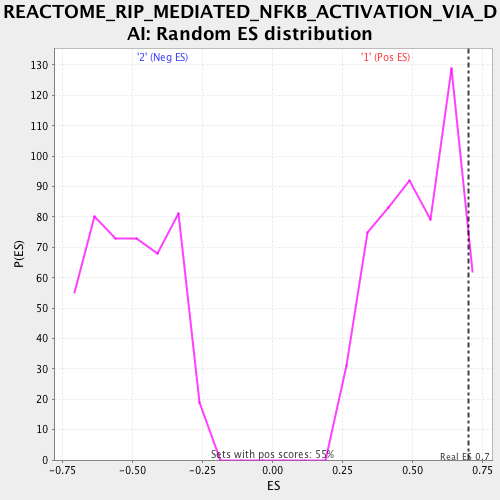 REACTOME_RIP_MEDIATED_NFKB_ACTIVATION_VIA_D
AI: Random ES distribution
'2' (Neg ES) '1' (Pos ES)
130
120
110
100
90
80
70
60
50
40
30
20
10
0
P(ES)
Sets with pos scores: 55%
Real ES 0.7
-0.75 -0.50 -0.25 0.00 0.25 0.50 0.75
ES